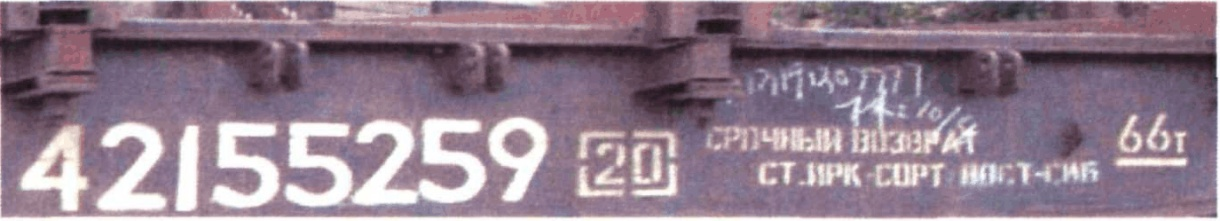 42155259
20
СРОЧНЫЙ ВОЗВРАТ
СТ.ИРК-СОРТ ВОСТ-СИБ
66т